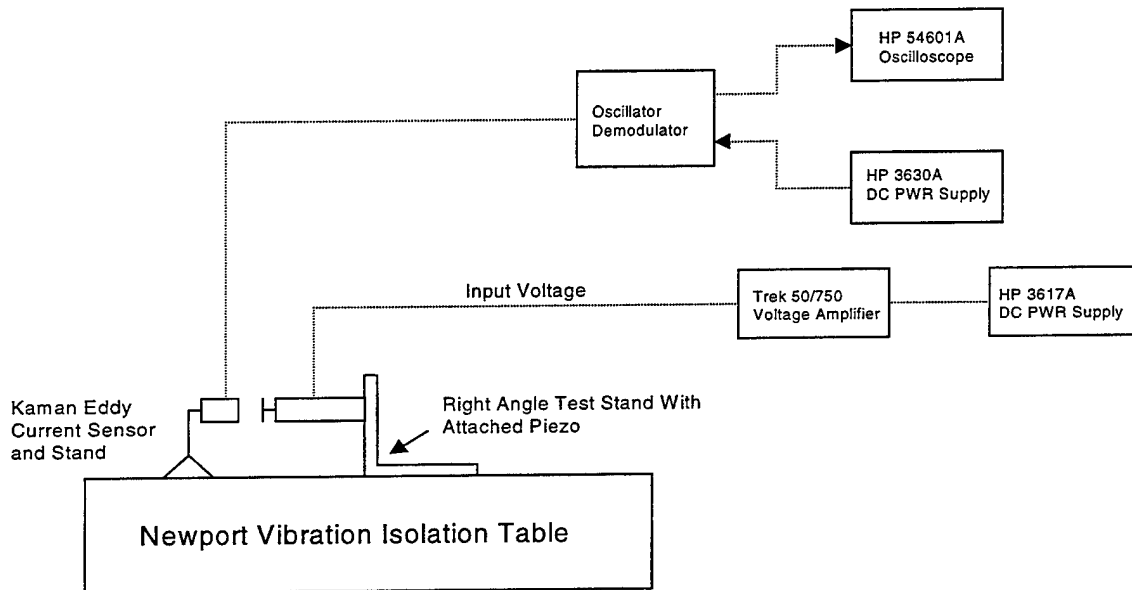 HP 54601A
Oscilloscope
Oscillator
Demodulator
HP 3630A
DC PWR Supply
Input Voltage
Trek 50/750
Voltage Amplifier
HP 3617A
DC PWR Supply
Kaman Eddy
Current Sensor
and Stand
Right Angle Test Stand With
Attached Piezo
Newport Vibration Isolation Table